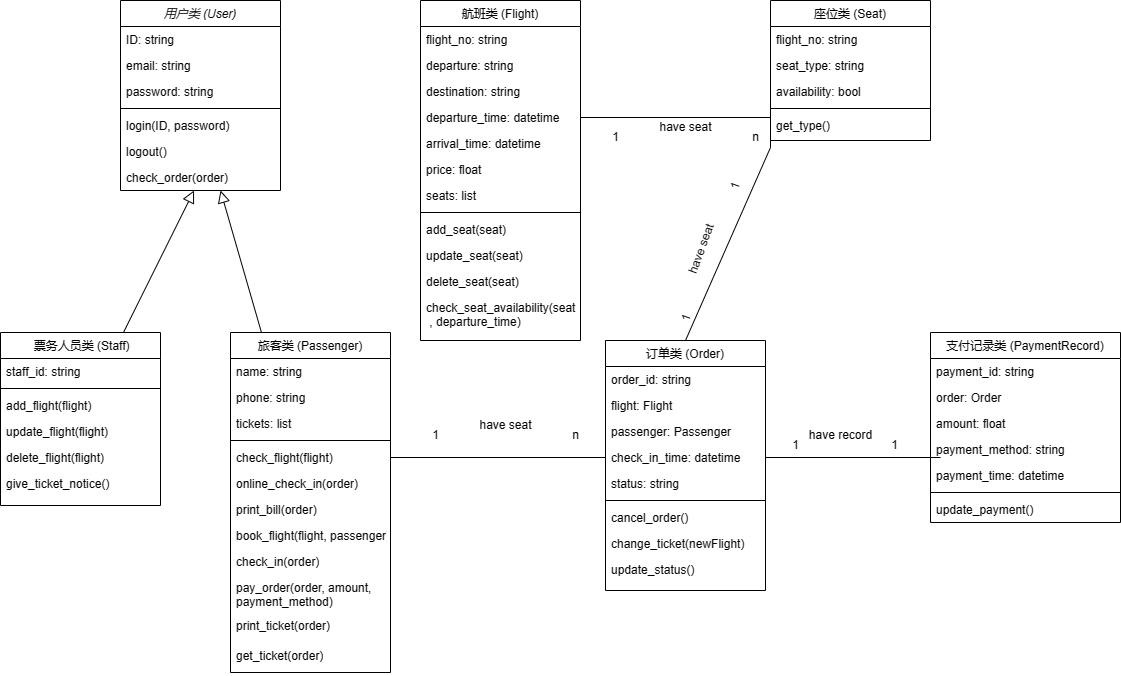 用户类 (User)
ID: string
email: string
password: string
login(ID, password)
logout()
check_order(order)
航班类 (Flight)
flight_no: string
departure: string
destination: string
departure_time: datetime
arrival_time: datetime
price: float
seats: list
add_seat(seat)
update_seat(seat)
delete_seat(seat)
check_seat_availability(seat
, departure_time)
座位类 (Seat)
flight_no: string
seat_type: string
availability: bool
get_type()
have seat
1
n
1
have seat
1
票务人员类 (Staff)
staff_id: string
add_flight(flight)
update_flight(flight)
delete_flight(flight)
give_ticket_notice()
旅客类 (Passenger)
name: string
phone: string
tickets: list
check_flight(flight)
online_check_in(order)
print_bill(order)
book_flight(flight, passenger
check_in(order)
pay_order(order, amount,
payment_method)
print_ticket(order)
get_ticket(order)
have seat
1
n
订单类 (Order)
order_id: string
flight: Flight
passenger: Passenger
check_in_time: datetime
status: string
cancel_order()
change_ticket(newFlight)
update_status()
have record
1
1
支付记录类 (PaymentRecord)
payment_id: string
order: Order
amount: float
payment_method: string
payment_time: datetime
update_payment()